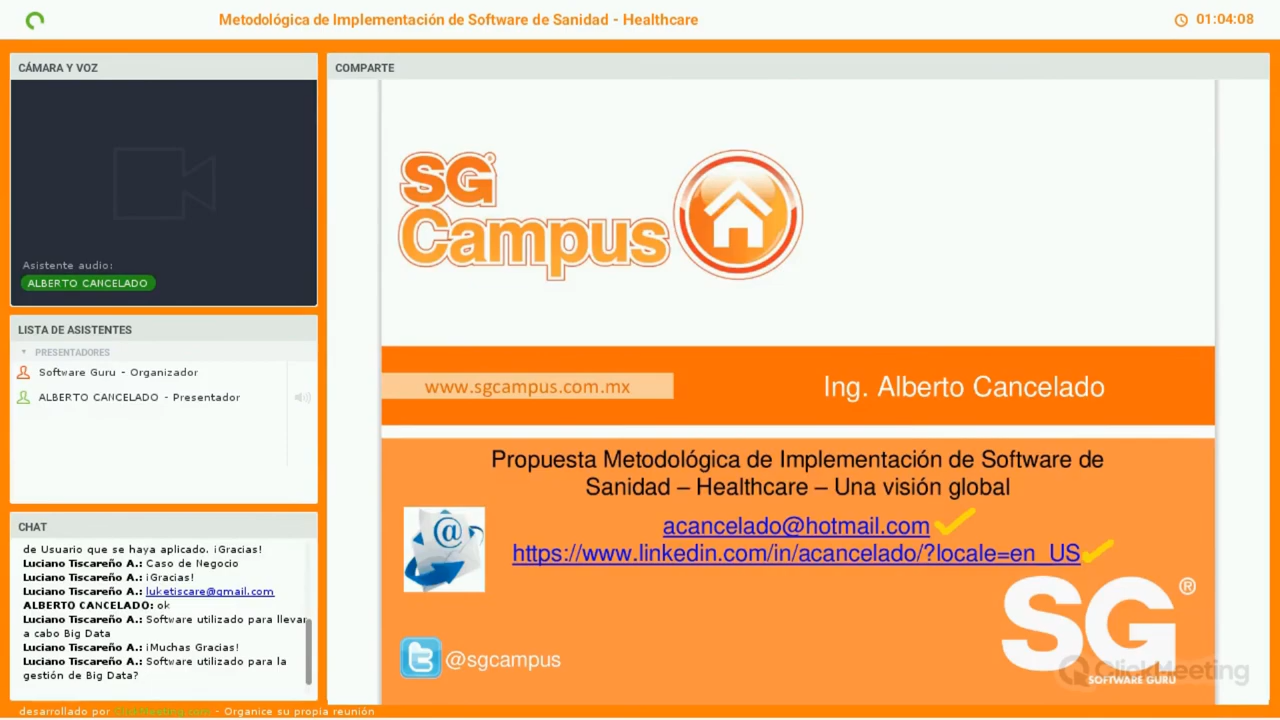 Metodológica de Implementación de Software de Sanidad - Healthcare
01:04:08
CÁMARA Y VOZ
Asistente audio:
ALBERTO CANCELADO
LISTA DE ASISTENTES
PRESENTADORES
Software Guru - Organizador
ALBERTO CANCELADO - Presentador
CHAT
de Usuario que se haya aplicado. ¡Gracias!
Luciano Tiscareño A.: Caso de Negocio
Luciano Tiscareño A.: ¡Gracias!
Luciano Tiscareño A.: luketiscare@gmail.com
ALBERTO CANCELADO: ok
Luciano Tiscareño A.: Software utilizado para llevar
a cabo Big Data
Luciano Tiscareño A.: ¡Muchas Gracias!
Luciano Tiscareño A.: Software utilizado para la
gestión de Big Data?
COMPARTE
SG
Campus
www.sgcampus.com.mx
Ing. Alberto Cancelado
Propuesta Metodológica de Implementación de Software de
Sanidad – Healthcare – Una visión global
acancelado@hotmail.com
https://www.linkedin.com/in/acancelado/?locale=en_US
@
@sgcampus
SG®
SOFTWARE GURU
ClickMeeting
desarrollado por ClickMeeting.com - Organice su propia reunión